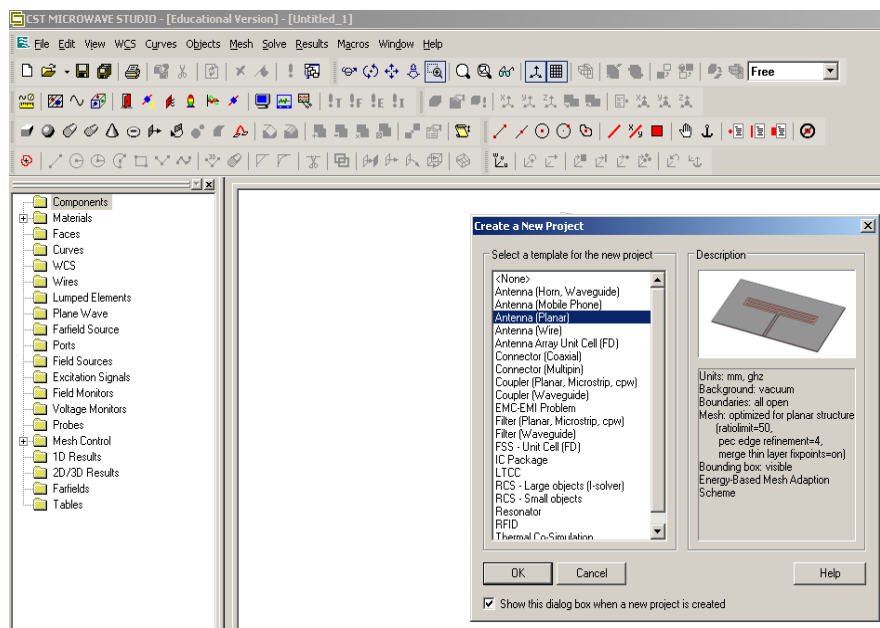 CST MICROWAVE STUDIO - [Educational Version] - [Untitled_1]
File Edit View WCS Curves Objects Mesh Solve Results Macros Window Help
Free
Components
Materials
Faces
Curves
WCS
Wires
Lumped Elements
Plane Wave
Farfield Source
Ports
Field Sources
Excitation Signals
Field Monitors
Voltage Monitors
Probes
Mesh Control
1D Results
2D/3D Results
Farfields
Tables
Create a New Project
Select a template for the new project
<None>
Antenna (Horn, Waveguide)
Antenna (Mobile Phone)
Antenna (Planar)
Antenna (Wire)
Antenna Array Unit Cell (FD)
Connector (Coaxial)
Connector (Multipin)
Coupler (Planar, Microstrip, cpw)
Coupler (Waveguide)
EMC-EMI Problem
Filter (Planar, Microstrip, cpw)
Filter (Waveguide)
FSS - Unit Cell (FD)
IC Package
LTCC
RCS - Large objects (I-solver)
RCS - Small objects
Resonator
RFID
Thermal Co-Simulation
Description
Units: mm, ghz
Background: vacuum
Boundaries: all open
Mesh: optimized for planar structure
(ratiolimit=50,
pec edge refinement=4,
merge thin layer fixpoints=on)
Bounding box: visible
Energy-Based Mesh Adaption
Scheme
OK Cancel Help
Show this dialog box when a new project is created